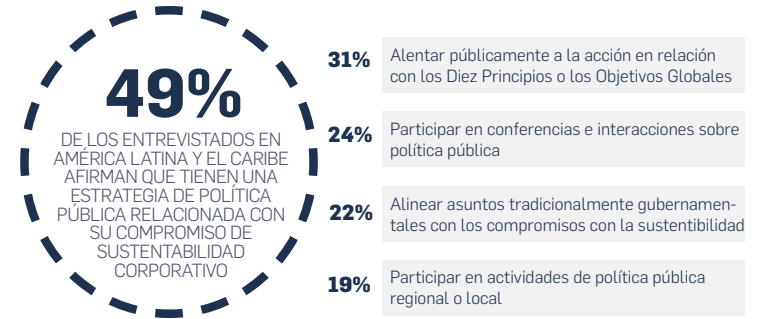 49%
DE LOS ENTREVISTADOS EN
AMÉRICA LATINA Y EL CARIBE
AFIRMAN QUE TIENEN UNA
ESTRATEGIA DE POLÍTICA
PÚBLICA RELACIONADA CON
SU COMPROMISO DE
SUSTENTABILIDAD
CORPORATIVO
31% Alentar públicamente a la acción en relación
con los Diez Principios o los Objetivos Globales
24% Participar en conferencias e interacciones sobre
política pública
22% Alinear asuntos tradicionalmente gubernamen-
tales con los compromisos con la sustentibilidad
19% Participar en actividades de política pública
regional o local